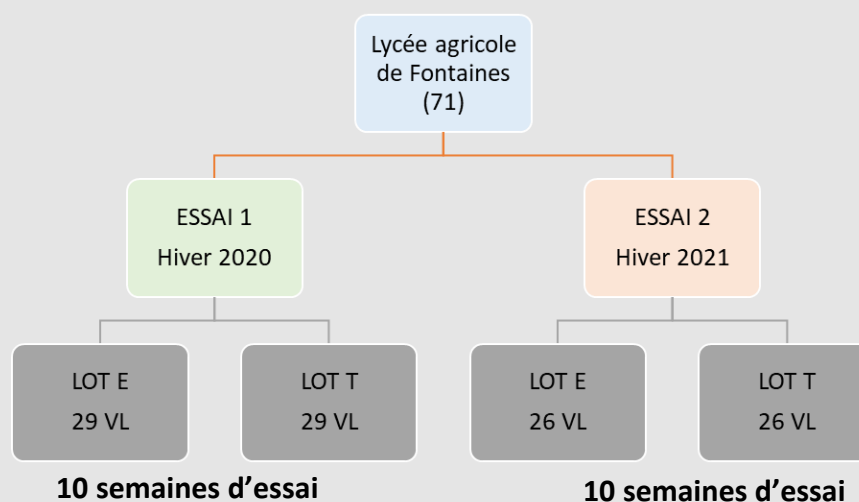 Lycée agricole
de Fontaines
(71)
ESSAI 1
Hiver 2020
ESSAI 2
Hiver 2021
LOT E
29 VL
LOT T
29 VL
LOT E
26 VL
LOT T
26 VL
10 semaines d’essai
10 semaines d’essai